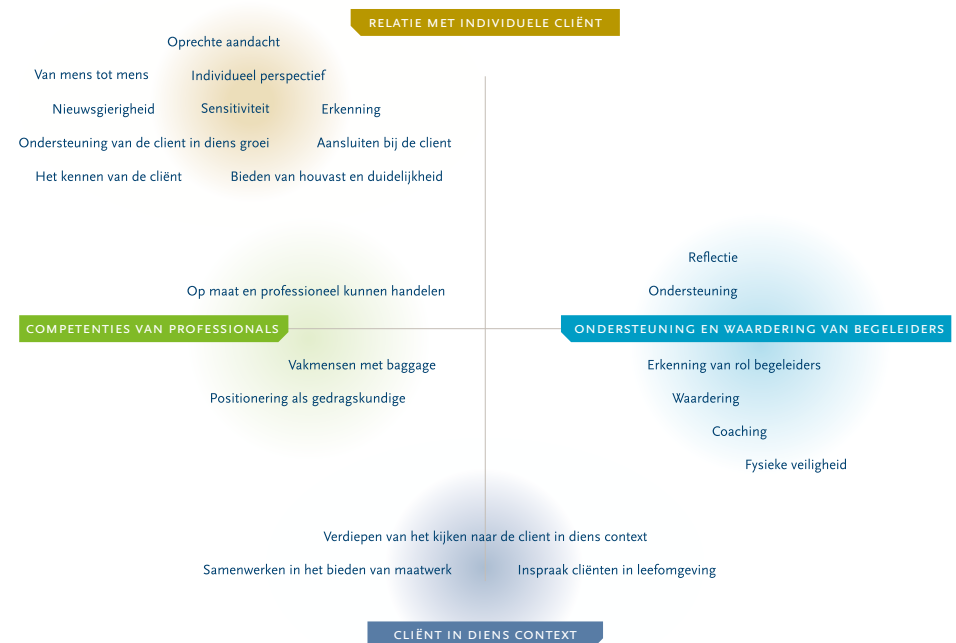 RELATIE MET INDIVIDUELE CLIËNT
Oprechte aandacht
Van mens tot mens
Individueel perspectief
Nieuwsgierigheid
Sensitiviteit
Erkenning
Ondersteuning van de client in diens groei
Aansluiten bij de client
Het kennen van de cliënt
Bieden van houvast en duidelijkheid
Reflectie
Op maat en professioneel kunnen handelen
Ondersteuning
COMPETENTIES VAN PROFESSIONALS
ONDERSTEUNING EN WAARDERING VAN BEGELEIDERS
Vakmensen met baggage
Erkenning van rol begeleiders
Positionering als gedragskundige
Waardering
Coaching
Fysieke veiligheid
Verdiepen van het kijken naar de client in diens context
Samenwerken in het bieden van maatwerk
Inspraak cliënten in leefomgeving
CLIËNT IN DIENS CONTEXT